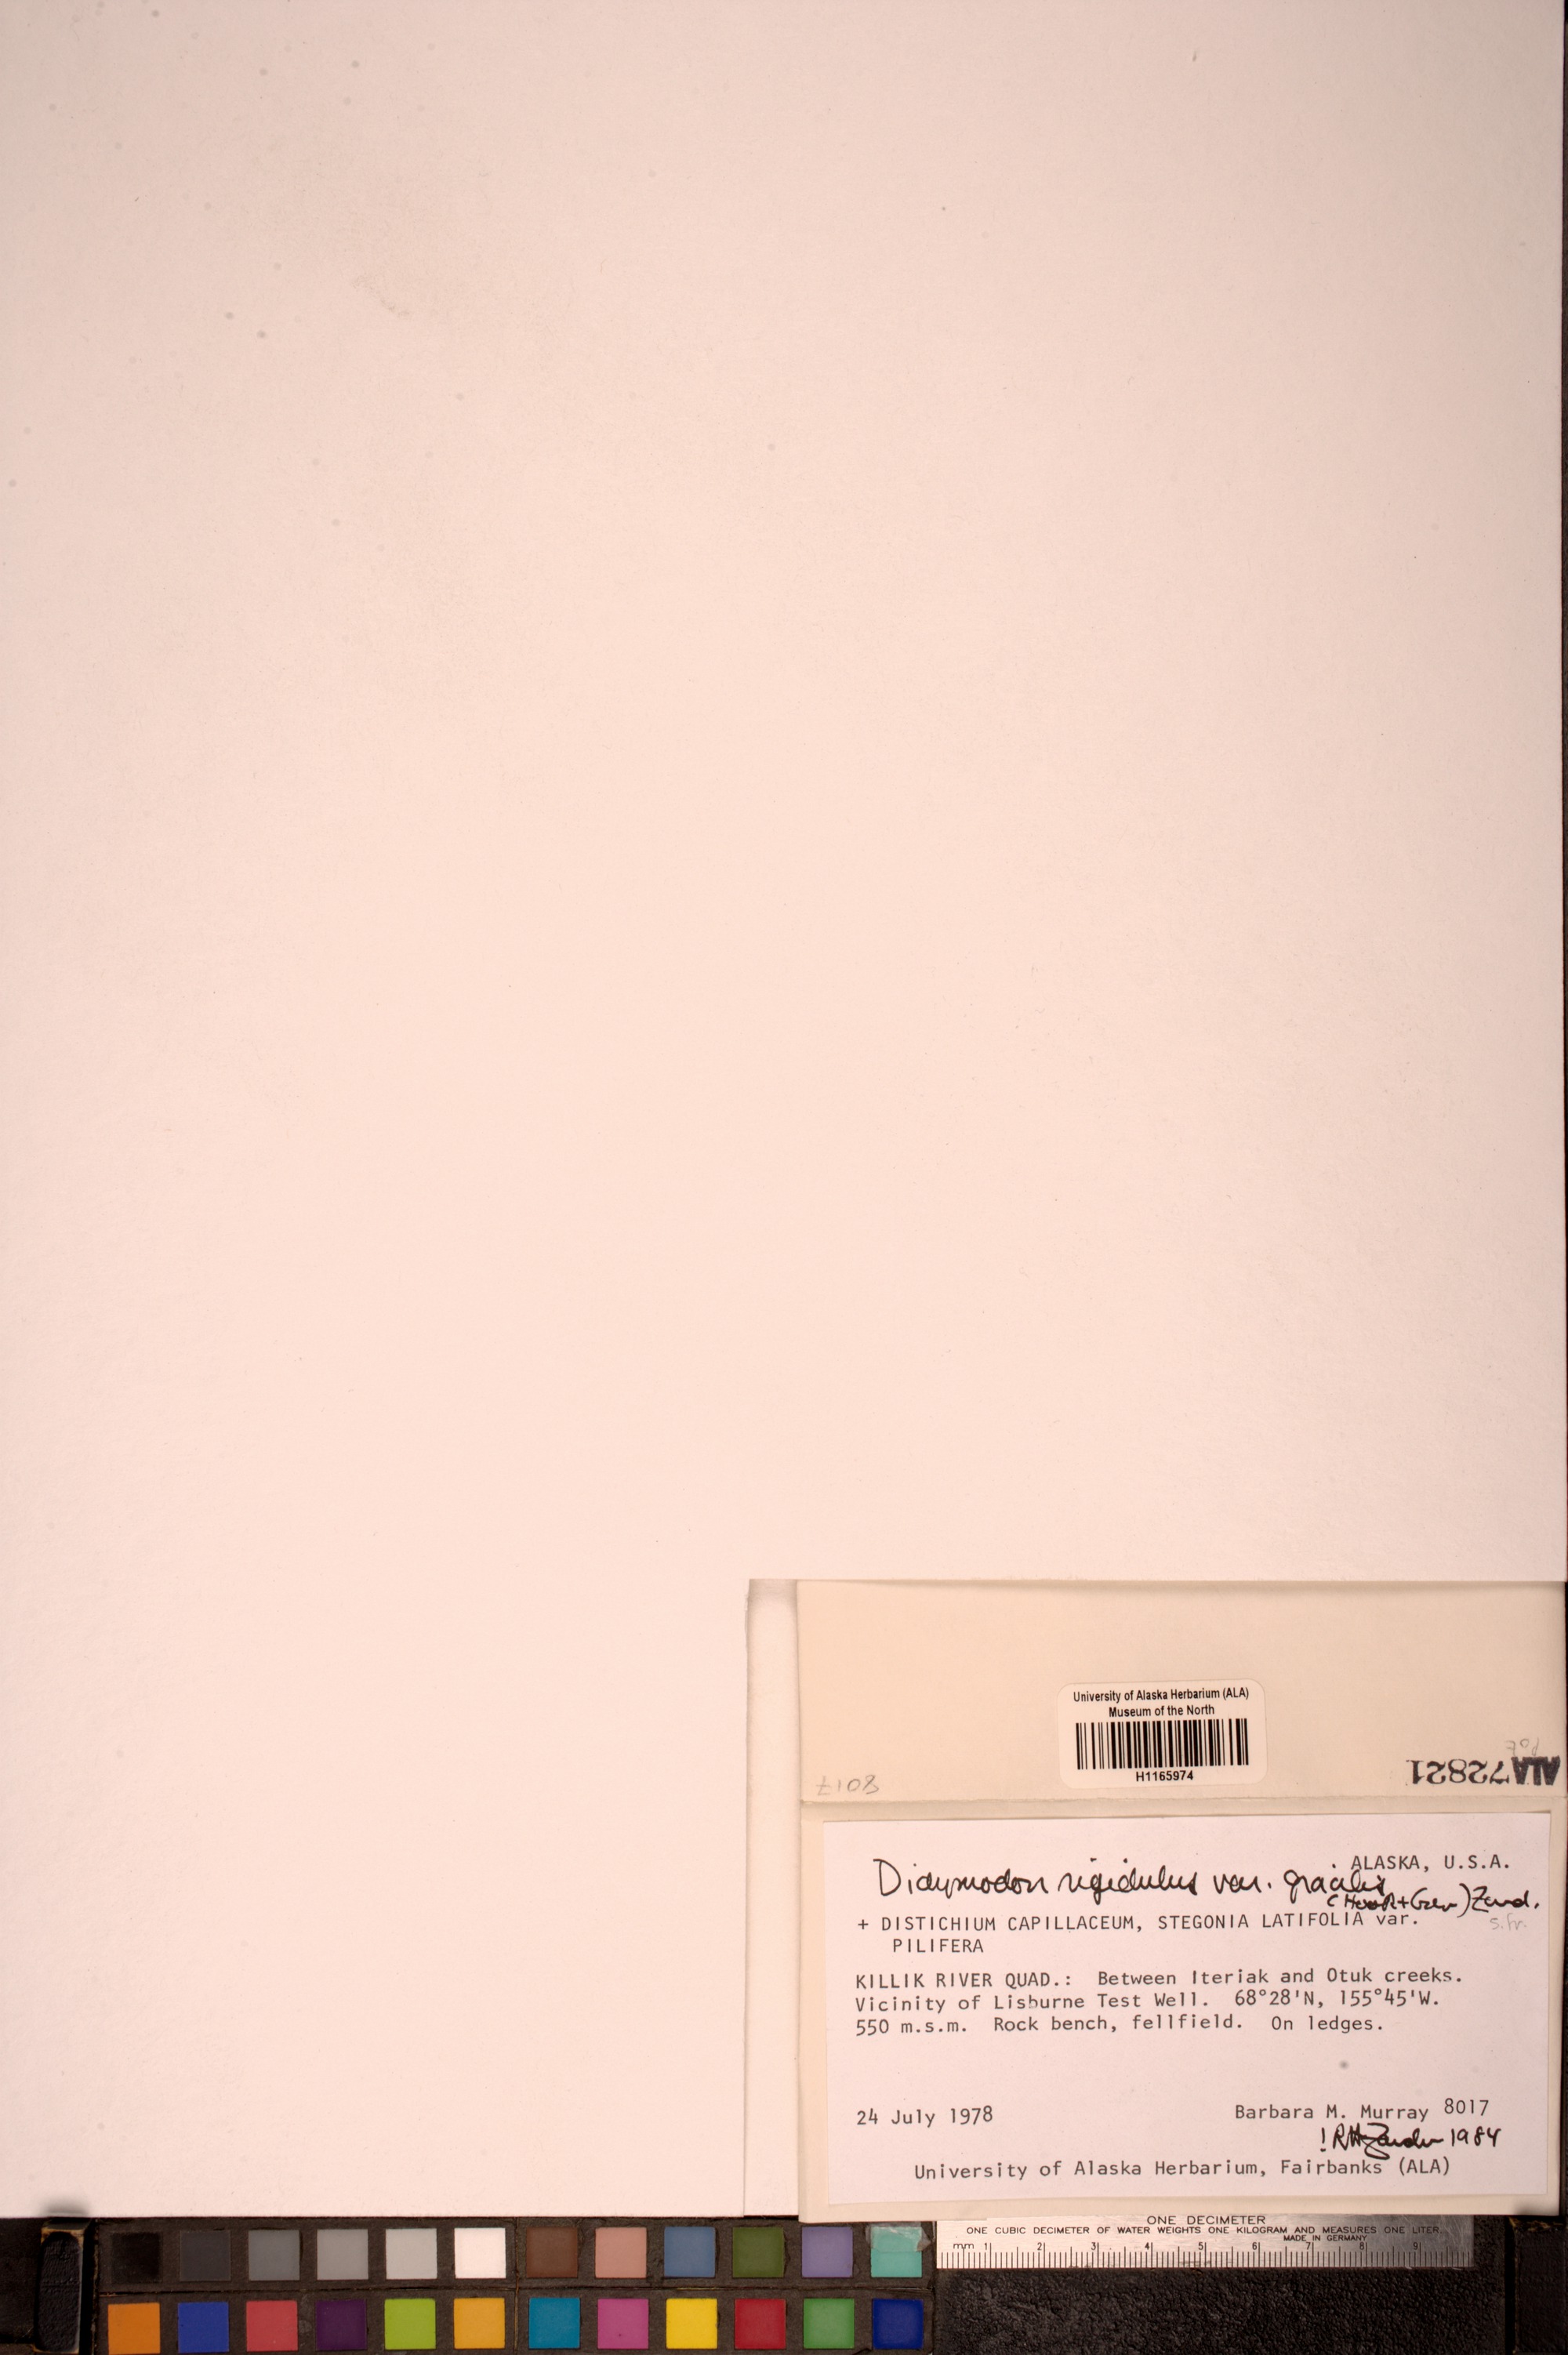 University of Alaska Herbarium (ALA)
Museum of the North
H1165974
8017
Pot
ALA72821
ALASKA, U.S.A.
Didymodon rigidulus var. gracilis
(Hook + Grev) Zand.
+ DISTICHIUM CAPILLACEUM, STEGONIA LATIFOLIA var.
s. fr.
PILIFERA
KILLIK RIVER QUAD.: Between Iteriak and Otuk creeks.
Vicinity of Lisburne Test Well. 68°28'N, 155°45'W.
550 m.s.m. Rock bench, fellfield. On ledges.
24 July 1978 Barbara M. Murray 8017
! RH Zander 1984
University of Alaska Herbarium, Fairbanks (ALA)
ONE DECIMETER
ONE CUBIC DECIMETER OF WATER WEIGHTS ONE KILOGRAM AND MEASURES ONE LITER
MADE IN GERMANY
mm 1 2 3 4 5 6 7 8 9